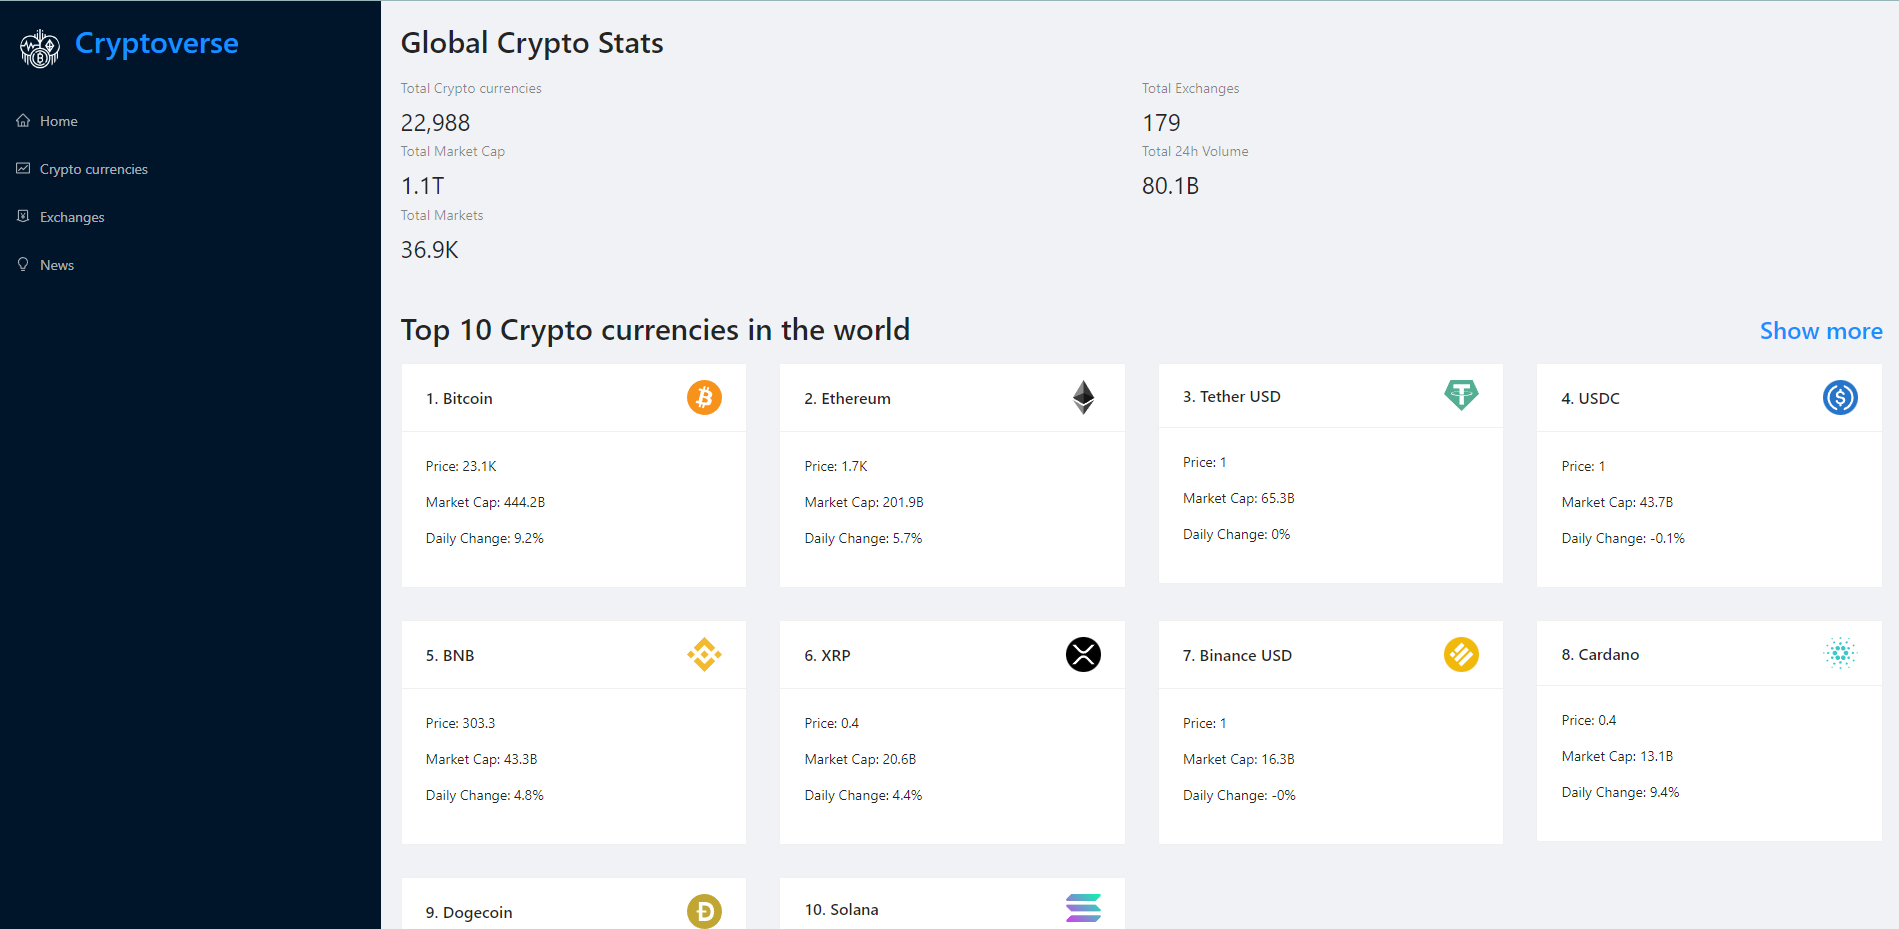 Cryptoverse
Home
Crypto currencies
Exchanges
News
Global Crypto Stats
Total Crypto currencies
22,988
Total Exchanges
179
Total Market Cap
1.1T
Total 24h Volume
80.1B
Total Markets
36.9K
Top 10 Crypto currencies in the world
Show more
1. Bitcoin
Price: 23.1K
Market Cap: 444.2B
Daily Change: 9.2%
2. Ethereum
Price: 1.7K
Market Cap: 201.9B
Daily Change: 5.7%
3. Tether USD
Price: 1
Market Cap: 65.3B
Daily Change: 0%
4. USDC
Price: 1
Market Cap: 43.7B
Daily Change: -0.1%
5. BNB
Price: 303.3
Market Cap: 43.3B
Daily Change: 4.8%
6. XRP
Price: 0.4
Market Cap: 20.6B
Daily Change: 4.4%
7. Binance USD
Price: 1
Market Cap: 16.3B
Daily Change: -0%
8. Cardano
Price: 0.4
Market Cap: 13.1B
Daily Change: 9.4%
9. Dogecoin
10. Solana